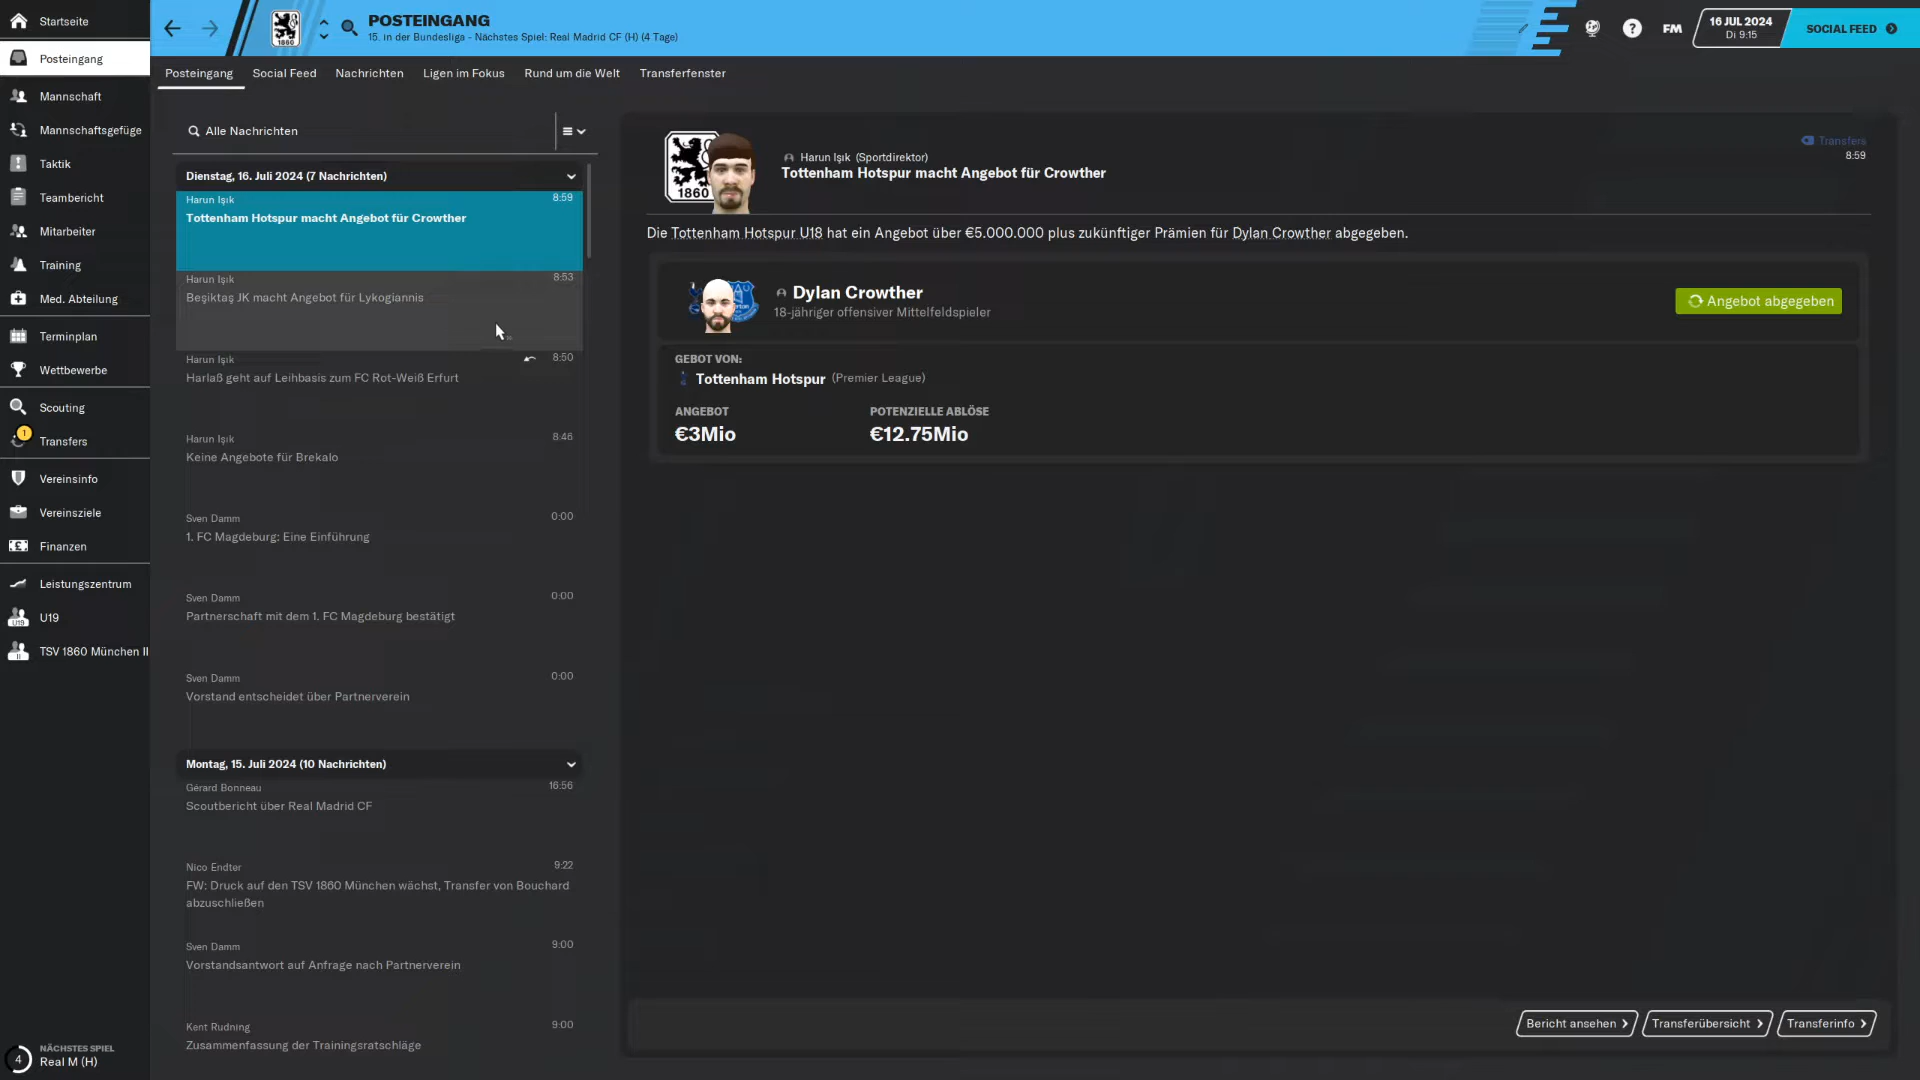 Startseite
Posteingang
Mannschaft
Mannschaftsgefüge
Taktik
Teambericht
Mitarbeiter
Training
Med. Abteilung
Terminplan
Wettbewerbe
Scouting
1
Transfers
Vereinsinfo
Vereinsziele
Finanzen
Leistungszentrum
U19
TSV 1860 München II
4
NÄCHSTES SPIEL
Real M (H)
1860
POSTEINGANG
15. in der Bundesliga - Nächstes Spiel: Real Madrid CF (H) (4 Tage)
?
FM
16 JUL 2024
Di 9:15
SOCIAL FEED
Posteingang
Social Feed
Nachrichten
Ligen im Fokus
Rund um die Welt
Transferfenster
Alle Nachrichten
Dienstag, 16. Juli 2024 (7 Nachrichten)
Harun Işık
8:59
Tottenham Hotspur macht Angebot für Crowther
Harun Işık
8:53
Beşiktaş JK macht Angebot für Lykogiannis
Harun Işık
8:50
Harlaß geht auf Leihbasis zum FC Rot-Weiß Erfurt
Harun Işık
8:46
Keine Angebote für Brekalo
Sven Damm
0:00
1. FC Magdeburg: Eine Einführung
Sven Damm
0:00
Partnerschaft mit dem 1. FC Magdeburg bestätigt
Sven Damm
0:00
Vorstand entscheidet über Partnerverein
Montag, 15. Juli 2024 (10 Nachrichten)
Gérard Bonneau
16:56
Scoutbericht über Real Madrid CF
Nico Endter
9:22
FW: Druck auf den TSV 1860 München wächst, Transfer von Bouchard
abzuschließen
Sven Damm
9:00
Vorstandsantwort auf Anfrage nach Partnerverein
Kent Rudning
9:00
Zusammenfassung der Trainingsratschläge
1860
Harun Işık (Sportdirektor)
Tottenham Hotspur macht Angebot für Crowther
Transfers
8:59
Die Tottenham Hotspur U18 hat ein Angebot über €5.000.000 plus zukünftiger Prämien für Dylan Crowther abgegeben.
Dylan Crowther
18-jähriger offensiver Mittelfeldspieler
Angebot abgegeben
GEBOT VON:
Tottenham Hotspur (Premier League)
ANGEBOT
€3Mio
POTENZIELLE ABLÖSE
€12.75Mio
Bericht ansehen
Transferübersicht
Transferinfo